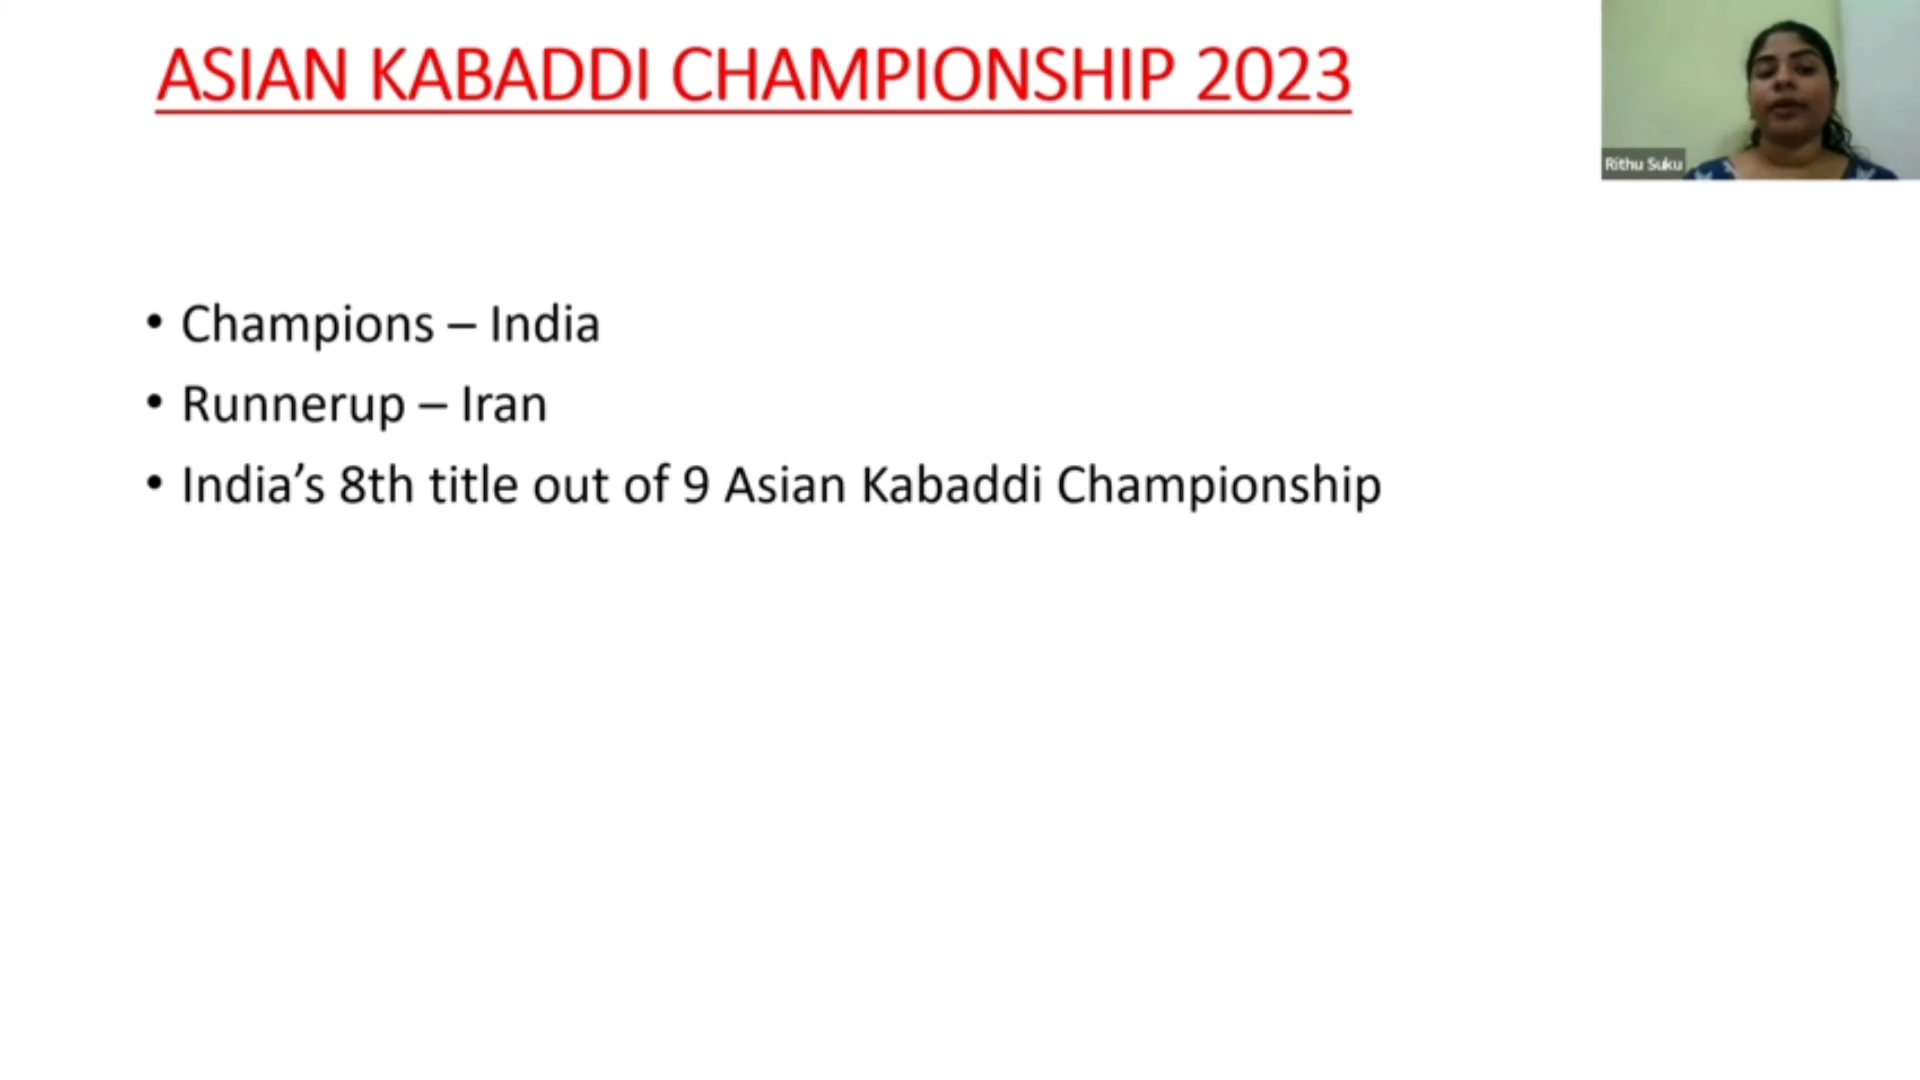 ASIAN KABADDI CHAMPIONSHIP 2023
Rithu Suku
• Champions – India
• Runnerup – Iran
• India’s 8th title out of 9 Asian Kabaddi Championship